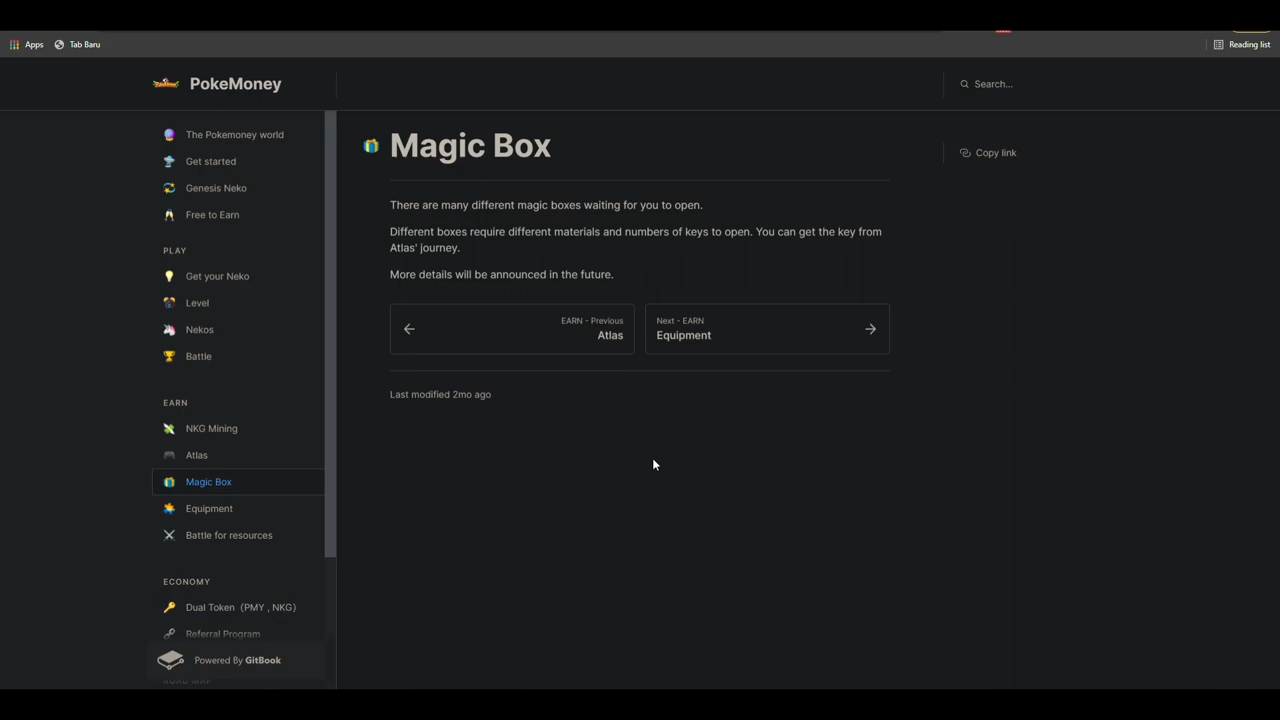 Apps
Tab Baru
Reading list
PokeMoney
Search...
The Pokemoney world
Get started
Genesis Neko
Free to Earn
PLAY
Get your Neko
Level
Nekos
Battle
EARN
NKG Mining
Atlas
Magic Box
Equipment
Battle for resources
ECONOMY
Dual Token（PMY , NKG）
Referral Program
Powered By GitBook
ROAD MAP
Magic Box
Copy link
There are many different magic boxes waiting for you to open.
Different boxes require different materials and numbers of keys to open. You can get the key from
Atlas' journey.
More details will be announced in the future.
EARN - Previous
Atlas
Next - EARN
Equipment
Last modified 2mo ago